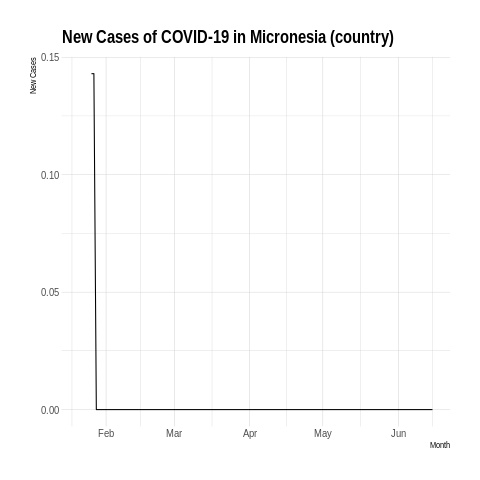 New Cases of COVID-19 in Micronesia (country)
New Cases
0.15
0.10
0.05
0.00
Feb Mar Apr May Jun
Month